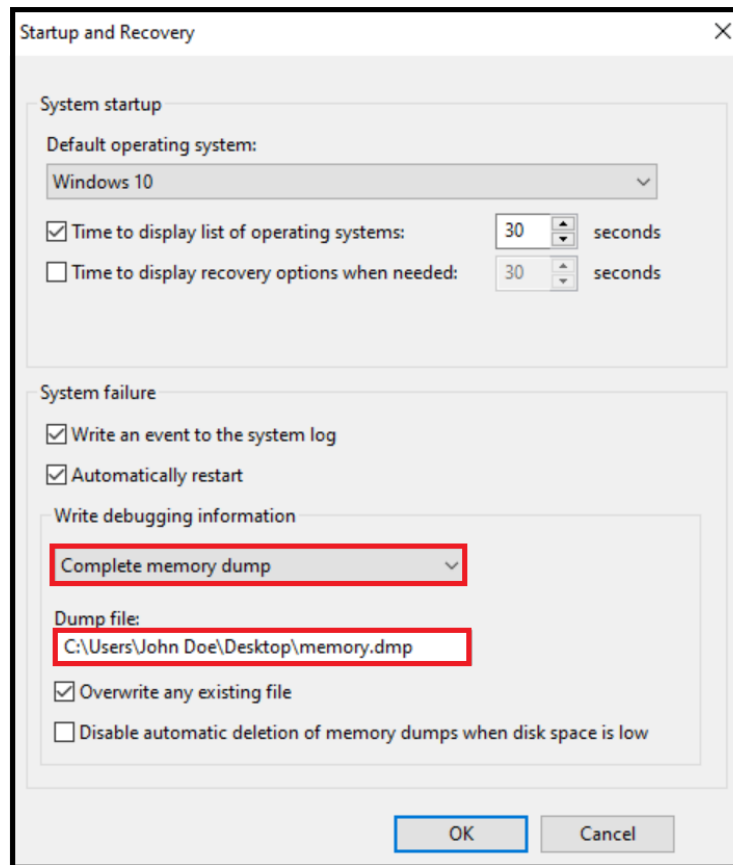 Startup and Recovery
System startup
Default operating system:
Windows 10
Time to display list of operating systems: 30 seconds
Time to display recovery options when needed: 30 seconds
System failure
Write an event to the system log
Automatically restart
Write debugging information
Complete memory dump
Dump file:
C:\Users\John Doe\Desktop\memory.dmp
Overwrite any existing file
Disable automatic deletion of memory dumps when disk space is low
OK Cancel